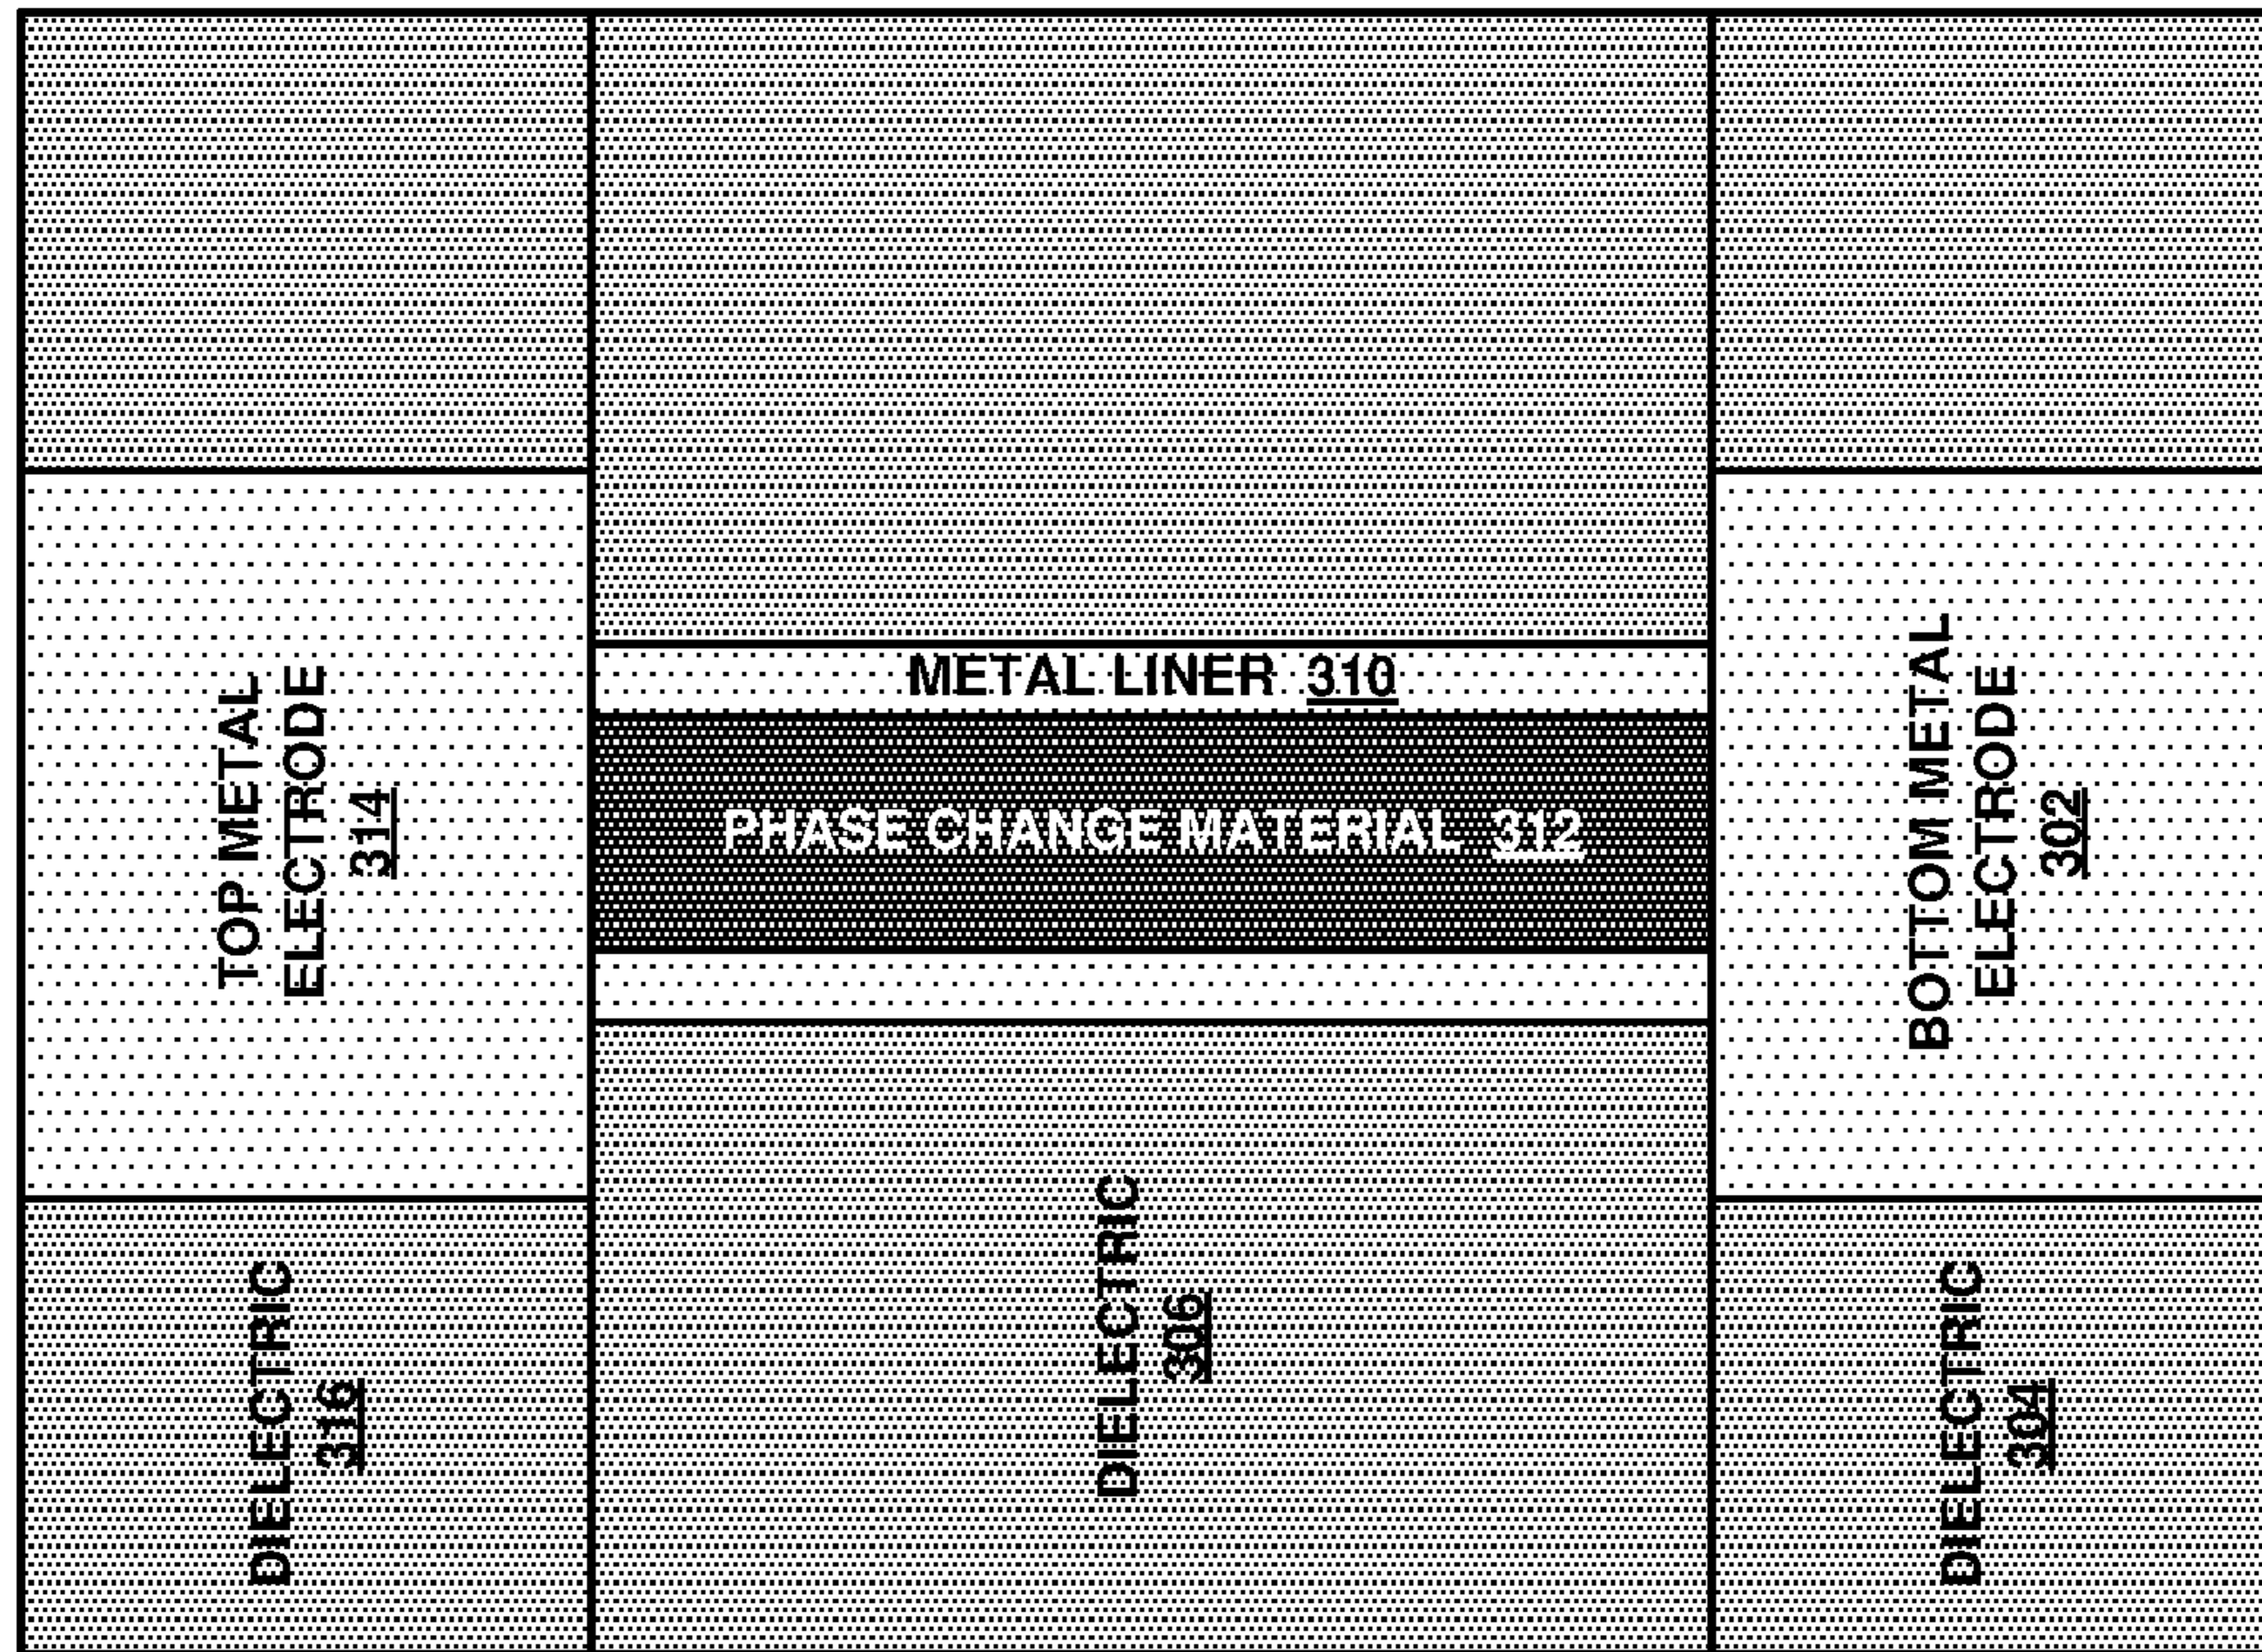 TOP METAL
ELECTRODE
314
DIELECTRIC
316
METAL LINER 310
PHASE CHANGE MATERIAL 312
DIELECTRIC
306
BOTTOM METAL
ELECTRODE
302
DIELECTRIC
304